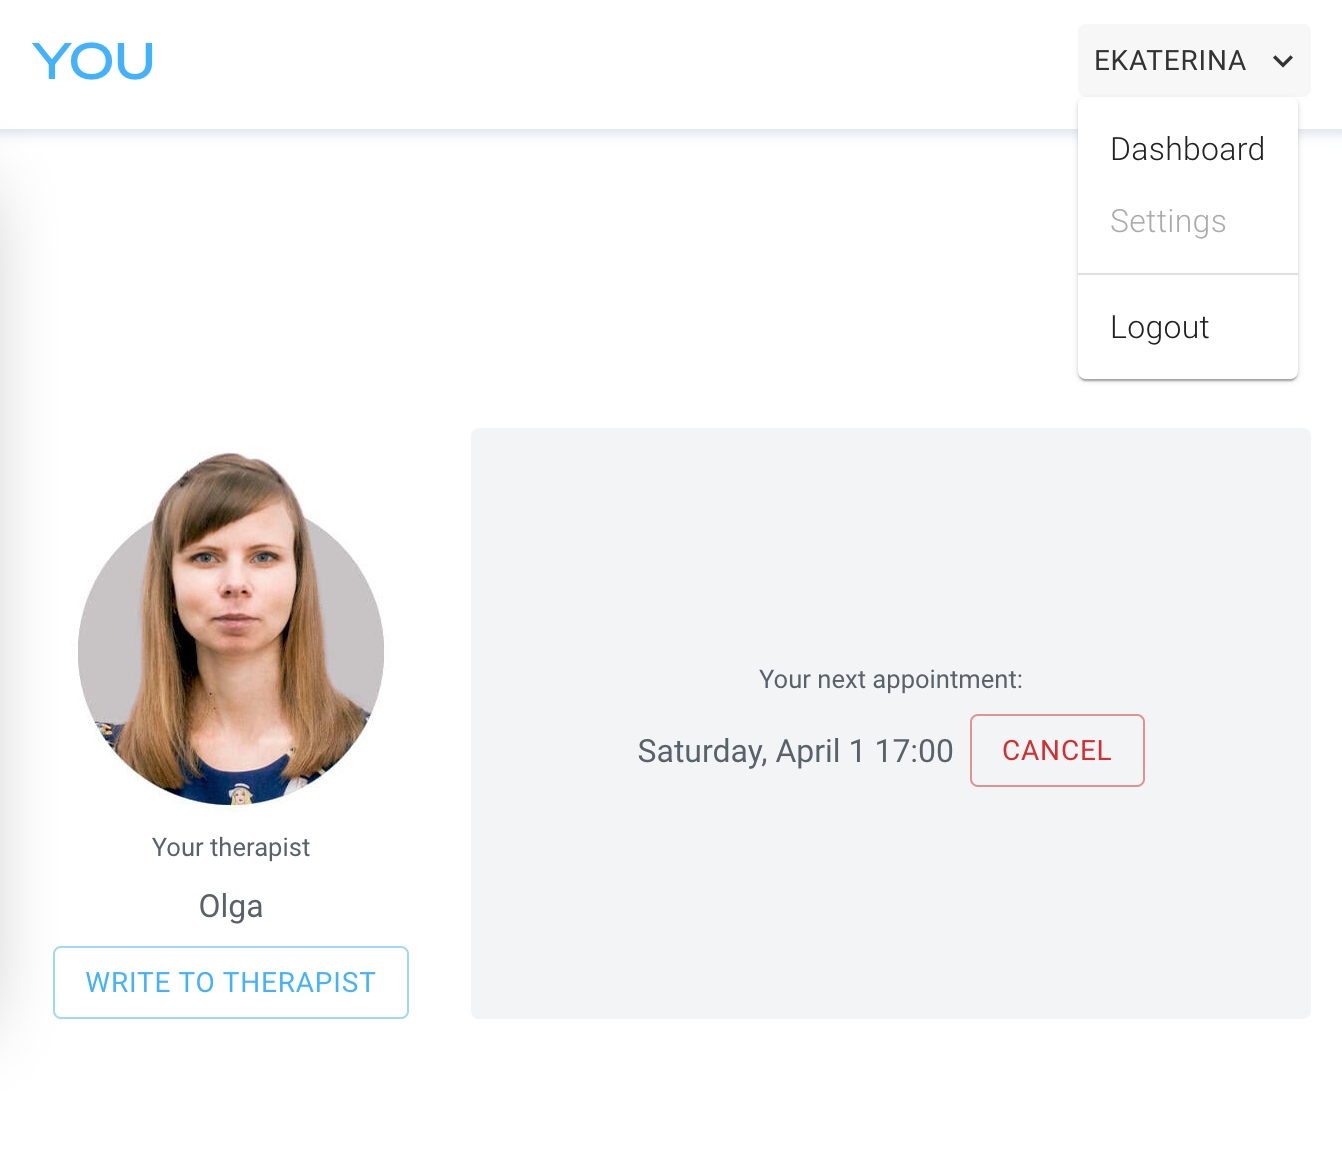 YOU
EKATERINA
Dashboard
Settings
Logout
Your next appointment:
Saturday, April 1 17:00 CANCEL
Your therapist
Olga
WRITE TO THERAPIST